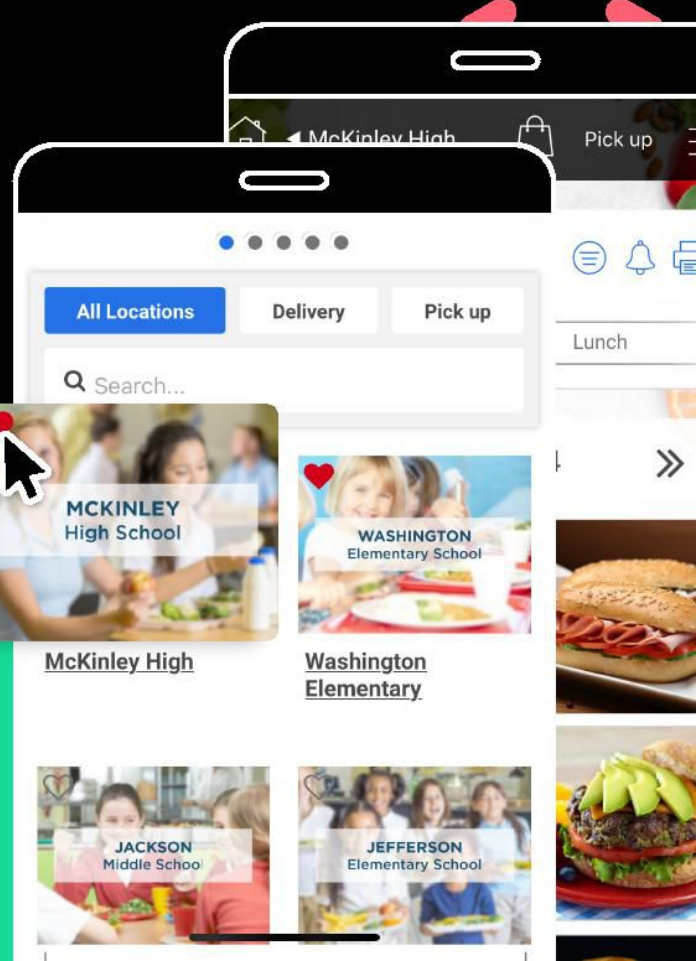 McKinley High
Pick up
All Locations
Delivery
Pick up
Search...
Lunch
MCKINLEY
High School
WASHINGTON
Elementary School
McKinley High
Washington
Elementary
JACKSON
Middle School
JEFFERSON
Elementary School